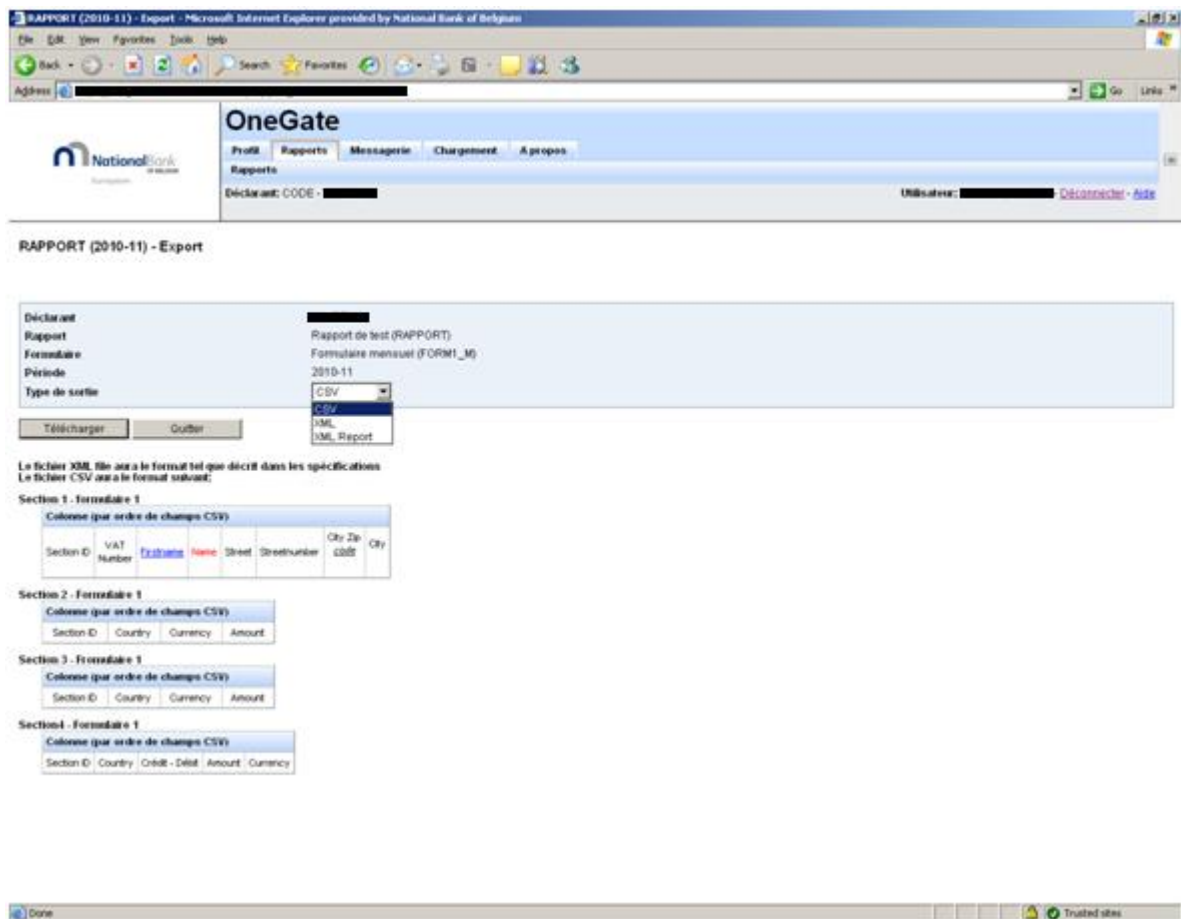 RAPPORT (2010-11) - Export - Microsoft Internet Explorer provided by National Bank of Belgium
File Edit View Favorites Tools Help
Back Search Favorites
Address Go Links
OneGate
NationalBank
OF BELGIUM
Profil Rapports Messagerie Chargement A propos
Rapports
Déclarant: CODE - Utilisateur: - Déconnecter - Aide
RAPPORT (2010-11) - Export
Déclarant
Rapport Rapport de test (RAPPORT)
Formulaire Formulaire mensuel (FORM1_M)
Période 2010-11
Type de sortie CSV
CSV
XML
XML Report
Télécharger Quitter
Le fichier XML file aura le format tel que décrit dans les spécifications
Le fichier CSV aura le format suivant:
Section 1 - formulaire 1
Colonne (par ordre de champs CSV)
Section ID VAT Number Firstname Name Street Streetnumber City Zip code City
Section 2 - Formulaire 1
Colonne (par ordre de champs CSV)
Section ID Country Currency Amount
Section 3 - Fromulaire 1
Colonne (par ordre de champs CSV)
Section ID Country Currency Amount
Section4 - Formulaire 1
Colonne (par ordre de champs CSV)
Section ID Country Crédit - Débit Amount Currency
Done Trusted sites